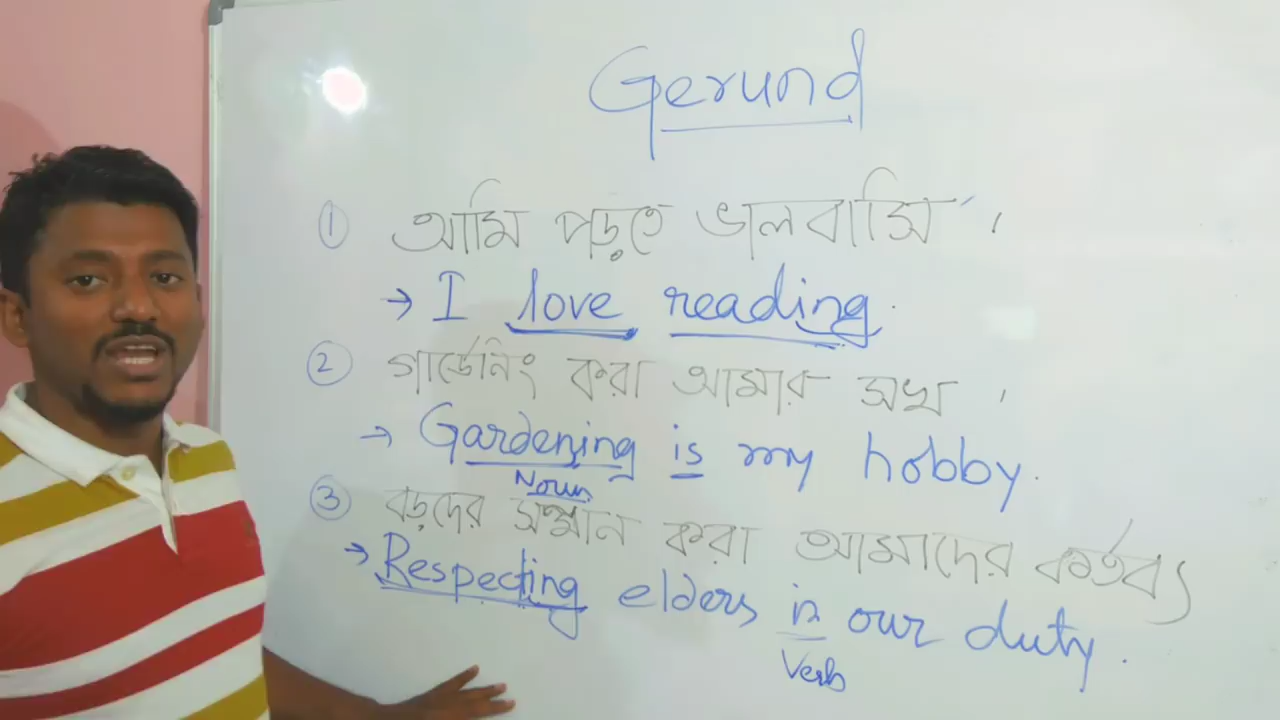 Gerund
① আমি পড়তে ভালবাসি ।
→ I love reading.
② গার্ডেনিং করা আমার সখ ।
→ Gardening is my hobby.
Noun
③ বড়দের সম্মান করা আমাদের কর্তব্য
→ Respecting elders is our duty.
Verb